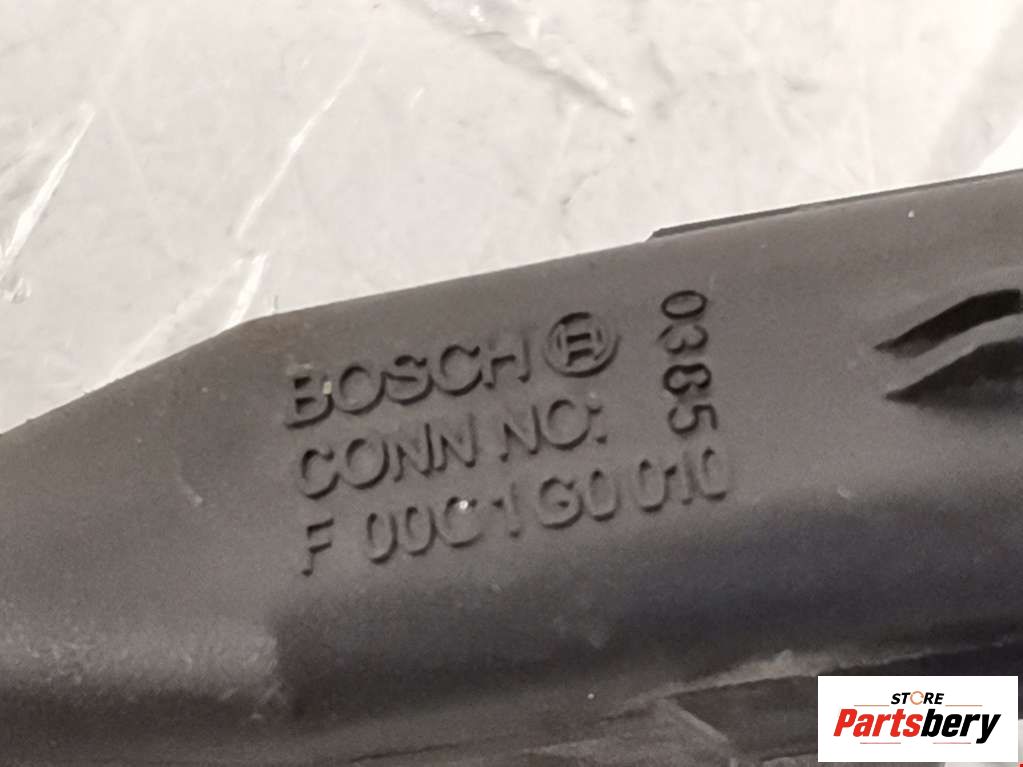 BOSCH
CONN NO:
F 00C 1G0 010
0385
STORE
Partsbery